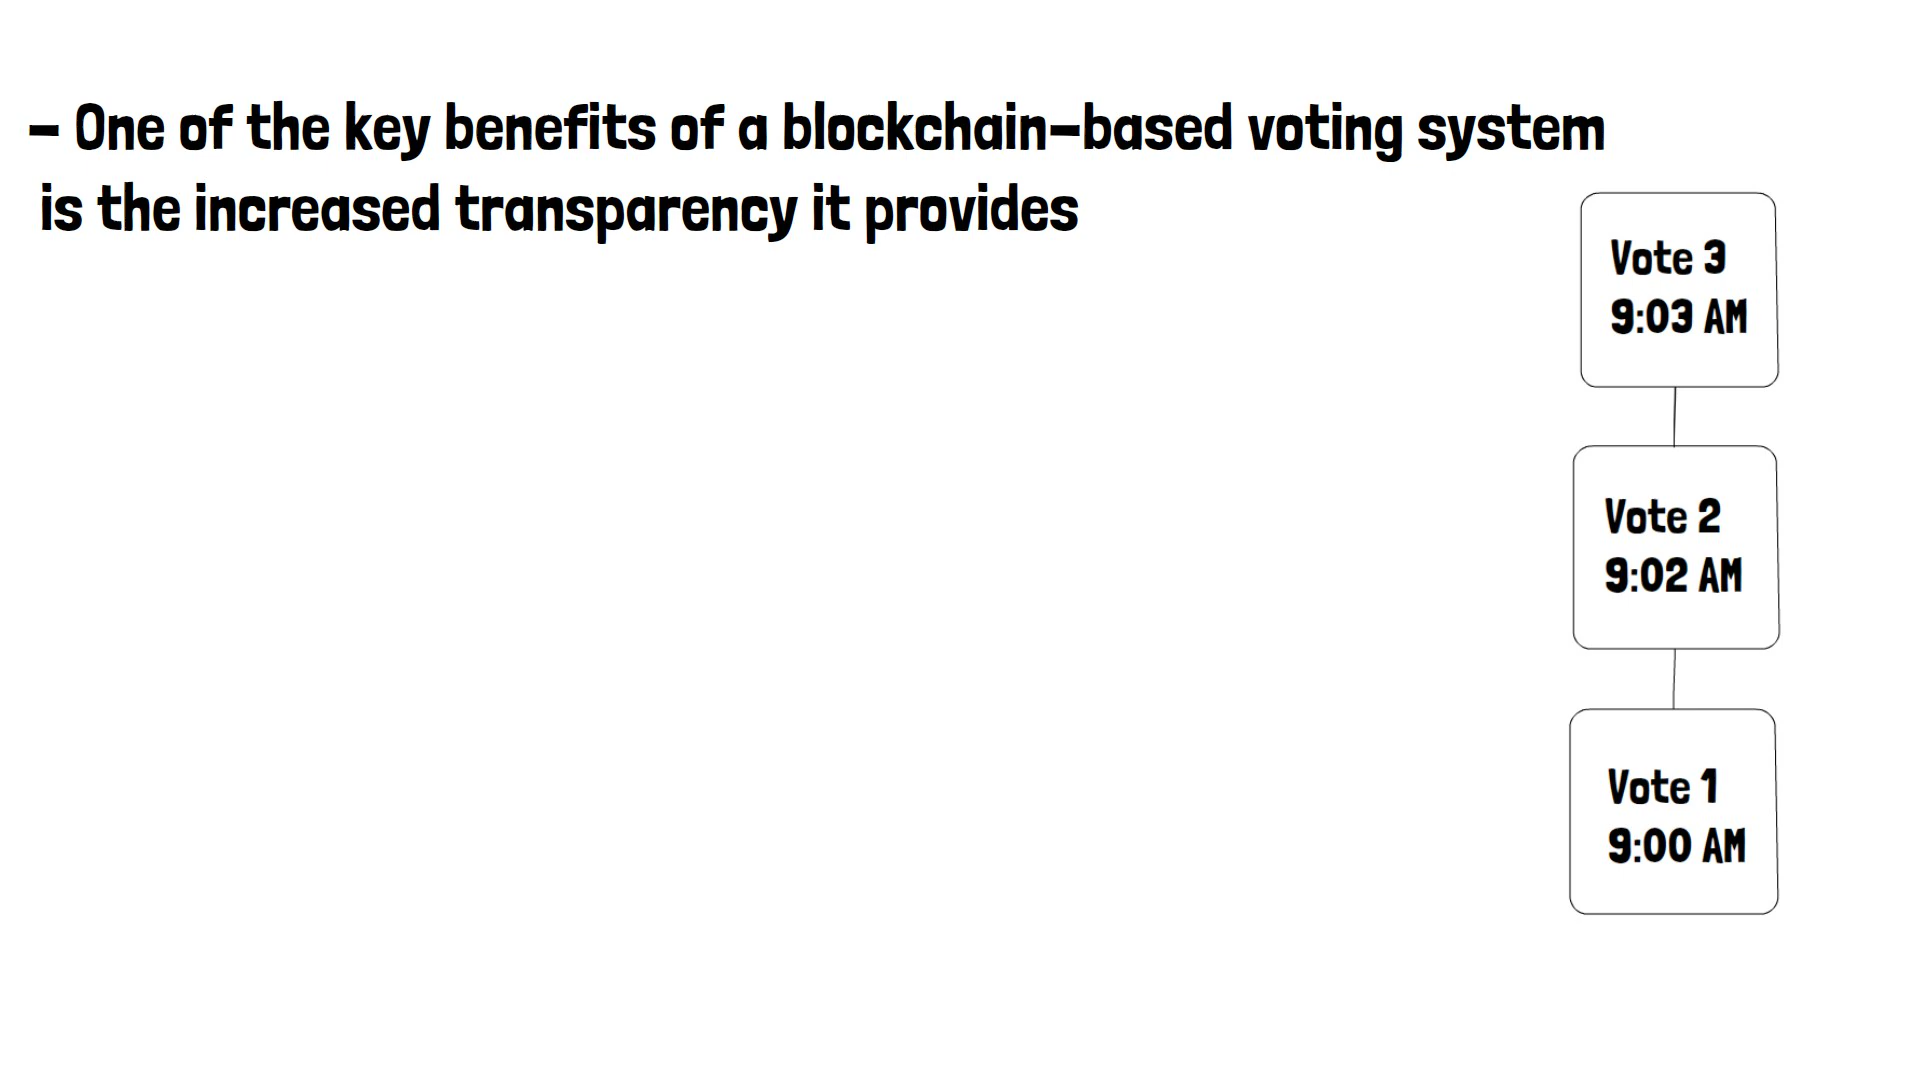 - One of the key benefits of a blockchain-based voting system
is the increased transparency it provides
Vote 3
9:03 AM
Vote 2
9:02 AM
Vote 1
9:00 AM